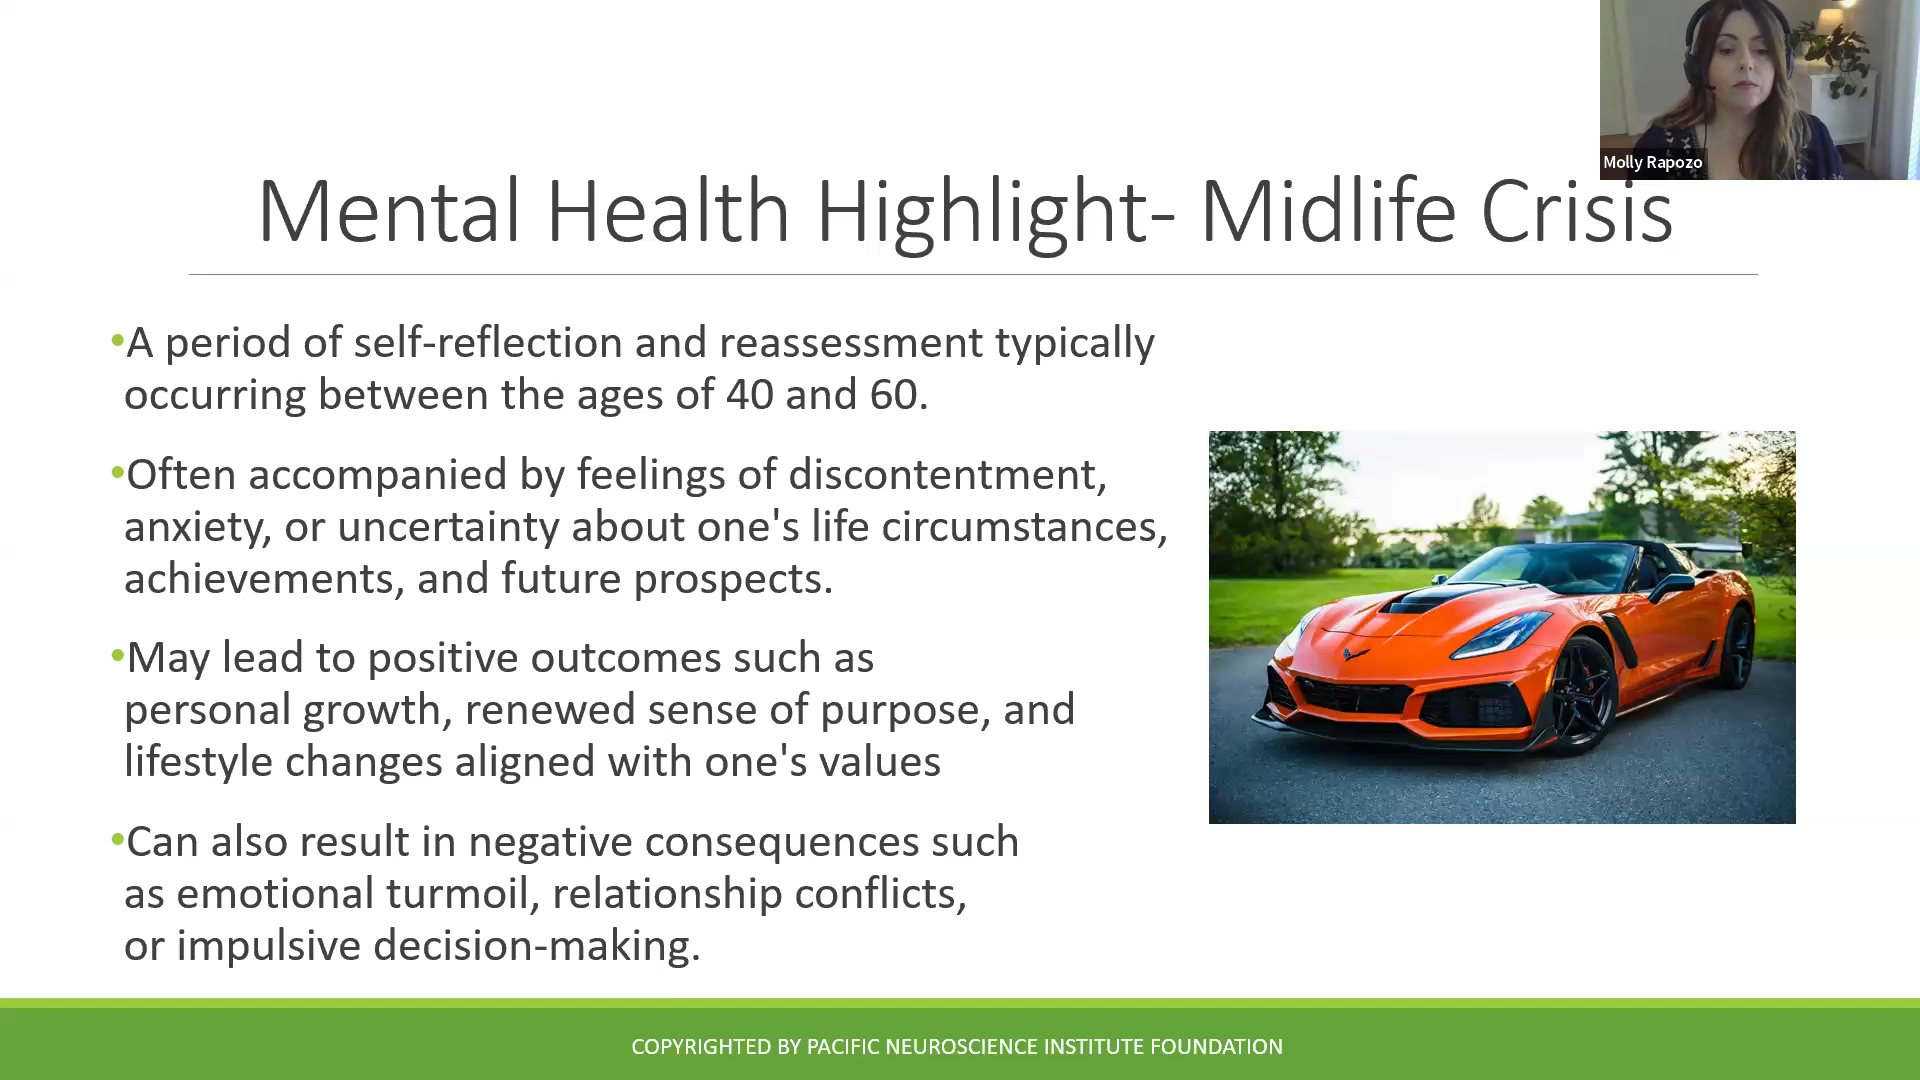 Molly Rapozo
Mental Health Highlight- Midlife Crisis
•A period of self-reflection and reassessment typically
occurring between the ages of 40 and 60.
•Often accompanied by feelings of discontentment,
anxiety, or uncertainty about one's life circumstances,
achievements, and future prospects.
•May lead to positive outcomes such as
personal growth, renewed sense of purpose, and
lifestyle changes aligned with one's values
•Can also result in negative consequences such
as emotional turmoil, relationship conflicts,
or impulsive decision-making.
COPYRIGHTED BY PACIFIC NEUROSCIENCE INSTITUTE FOUNDATION